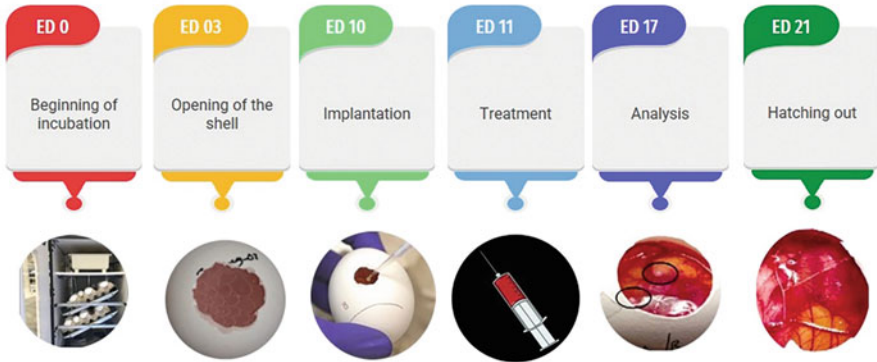 ED 0
Beginning of
incubation
ED 03
Opening of the
shell
ED 10
Implantation
ED 11
Treatment
ED 17
Analysis
ED 21
Hatching out